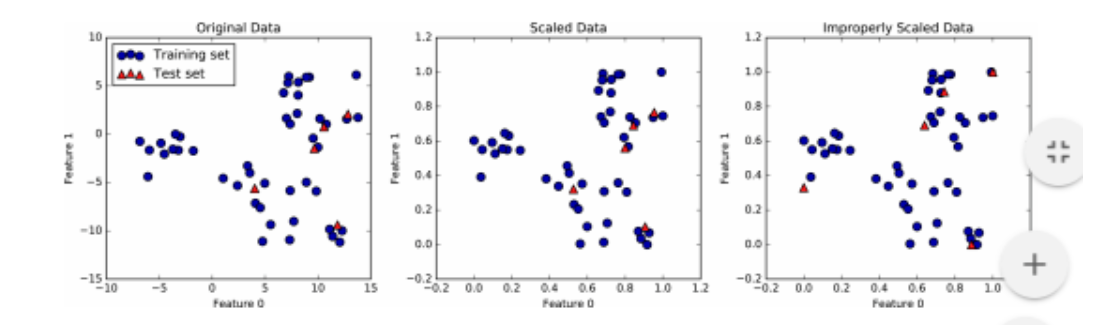 Original Data
10
5
0
−5
−10
−15
−10 −5 0 5 10 15
Feature 1
Feature 0
Training set
Test set
Scaled Data
1.2
1.0
0.8
0.6
0.4
0.2
0.0
−0.2
−0.2 0.0 0.2 0.4 0.6 0.8 1.0 1.2
Feature 1
Feature 0
Improperly Scaled Data
1.2
1.0
0.8
0.6
0.4
0.2
0.0
−0.2
−0.2 0.0 0.2 0.4 0.6 0.8 1.0
Feature 1
Feature 0